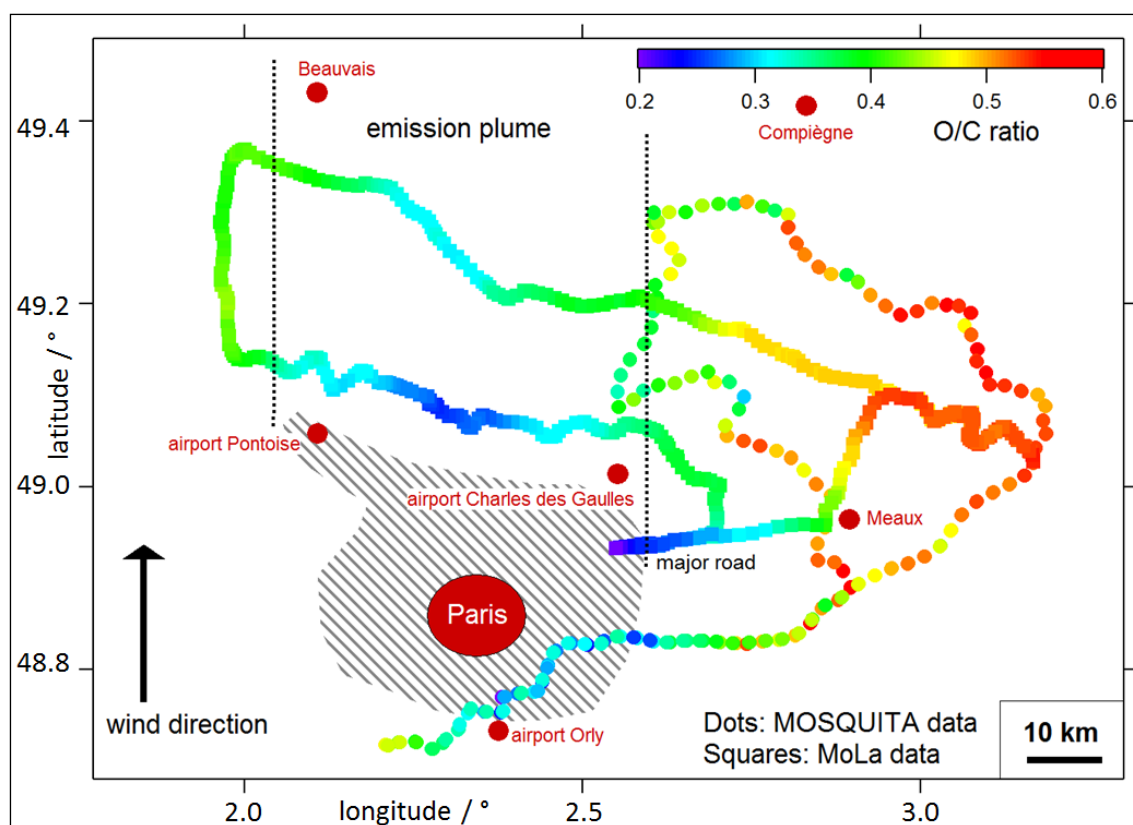 Beauvais
0.2 0.3 0.4 0.5 0.6
Compiègne
emission plume
O/C ratio
49.4
49.2
49.0
48.8
latitude / °
airport Pontoise
airport Charles des Gaulles
Meaux
major road
Paris
wind direction
airport Orly
Dots: MOSQUITA data
Squares: MoLa data
10 km
2.0 2.5 3.0
longitude / °